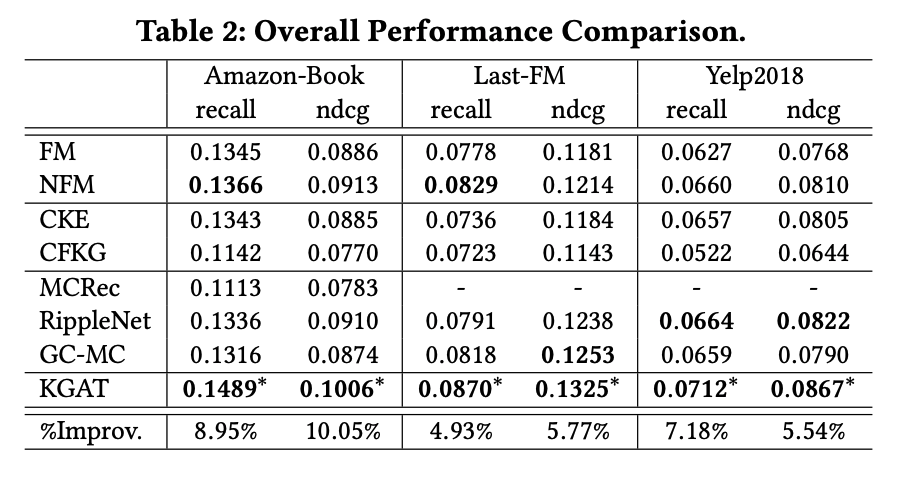 Table 2: Overall Performance Comparison.
Amazon-Book Last-FM Yelp2018
recall ndcg recall ndcg recall ndcg
FM 0.1345 0.0886 0.0778 0.1181 0.0627 0.0768
NFM 0.1366 0.0913 0.0829 0.1214 0.0660 0.0810
CKE 0.1343 0.0885 0.0736 0.1184 0.0657 0.0805
CFKG 0.1142 0.0770 0.0723 0.1143 0.0522 0.0644
MCRec 0.1113 0.0783 - - - -
RippleNet 0.1336 0.0910 0.0791 0.1238 0.0664 0.0822
GC-MC 0.1316 0.0874 0.0818 0.1253 0.0659 0.0790
KGAT 0.1489* 0.1006* 0.0870* 0.1325* 0.0712* 0.0867*
%Improv. 8.95% 10.05% 4.93% 5.77% 7.18% 5.54%